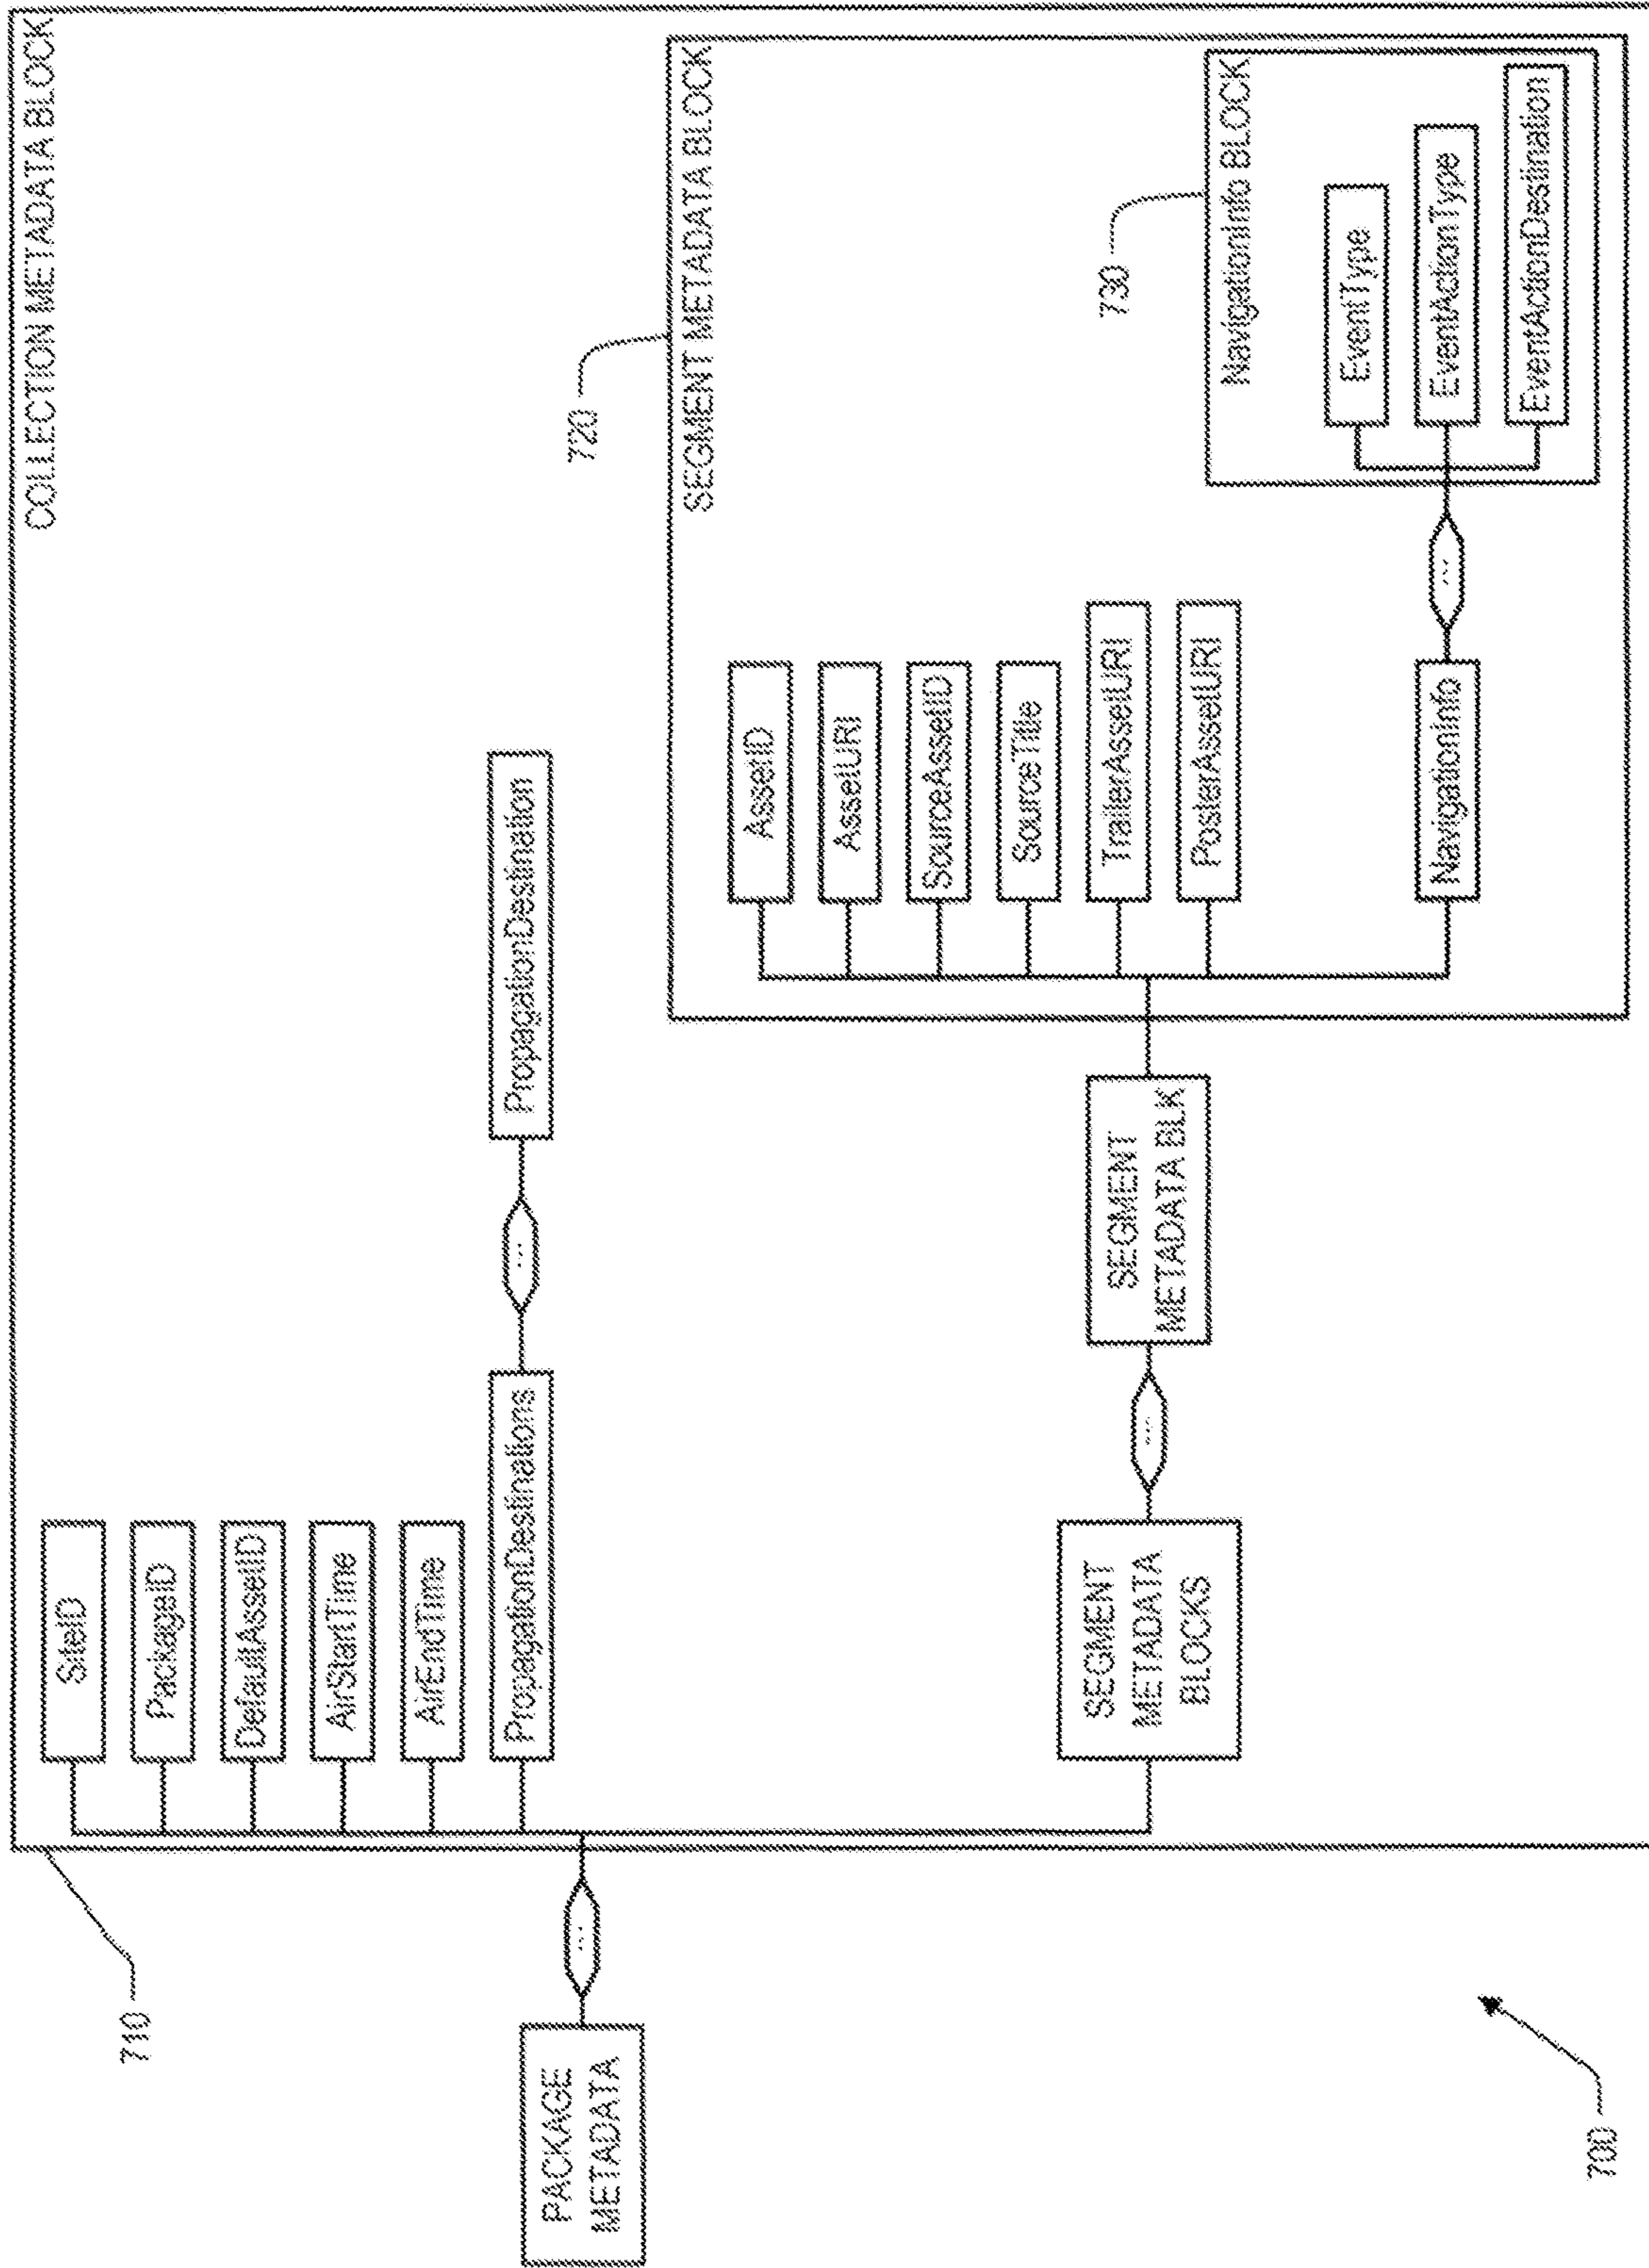 COLLECTION METADATA BLOCK
710
SiteID
PackageID
DefaultAssetID
AirStartTime
AirEndTime
PropagationDestinations
...
PropagationDestination
PACKAGE
METADATA
...
720
SEGMENT METADATA BLOCK
AssetID
AssetURI
SourceAssetID
SourceTitle
TrailerAssetURI
PosterAssetURI
SEGMENT
METADATA
BLOCKS
...
SEGMENT
METADATA BLK
730
NavigationInfo BLOCK
EventType
EventActionType
EventActionDestination
NavigationInfo
...
700